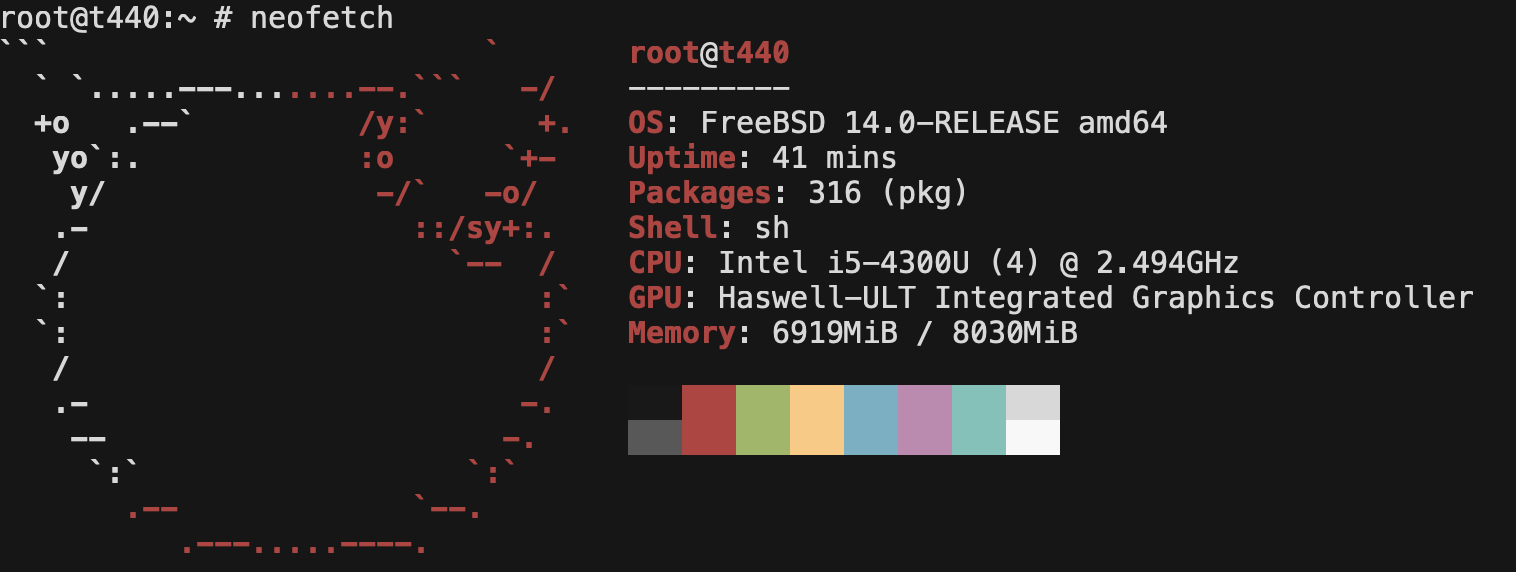 root@t440:~ # neofetch
```                        `       root@t440
  ` `.....---.......--.```   -/   ---------
  +o   .--`         /y:`      +.  OS: FreeBSD 14.0-RELEASE amd64
   yo`:.            :o      `+-   Uptime: 41 mins
    y/               -/`   -o/    Packages: 316 (pkg)
   .-                  ::/sy+:.   Shell: sh
   /                     `--  /   CPU: Intel i5-4300U (4) @ 2.494GHz
  `:                          :`  GPU: Haswell-ULT Integrated Graphics Controller
  `:                          :`  Memory: 6919MiB / 8030MiB
   /                          /
   .-                        -.
    --                      -.
     `:`                  `:`
       .--             `--.
          .---.....----.